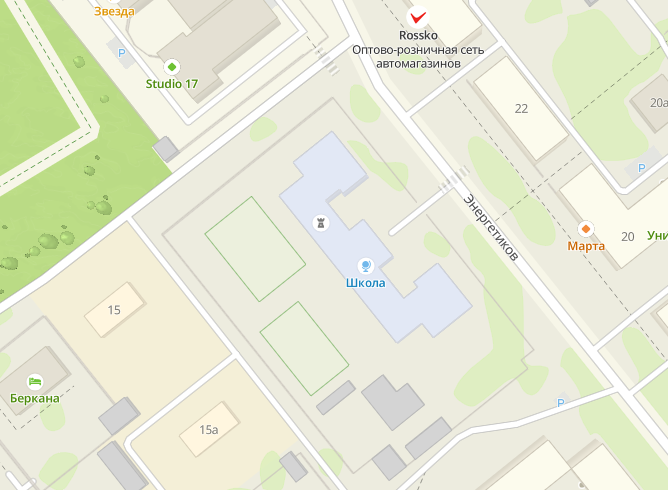 Звезда
P
Studio 17
Rossko
Оптово-розничная сеть
автомагазинов
22
20а
P
Энергетиков
Марта
20
Уни
Школа
15
Беркана
15а
P